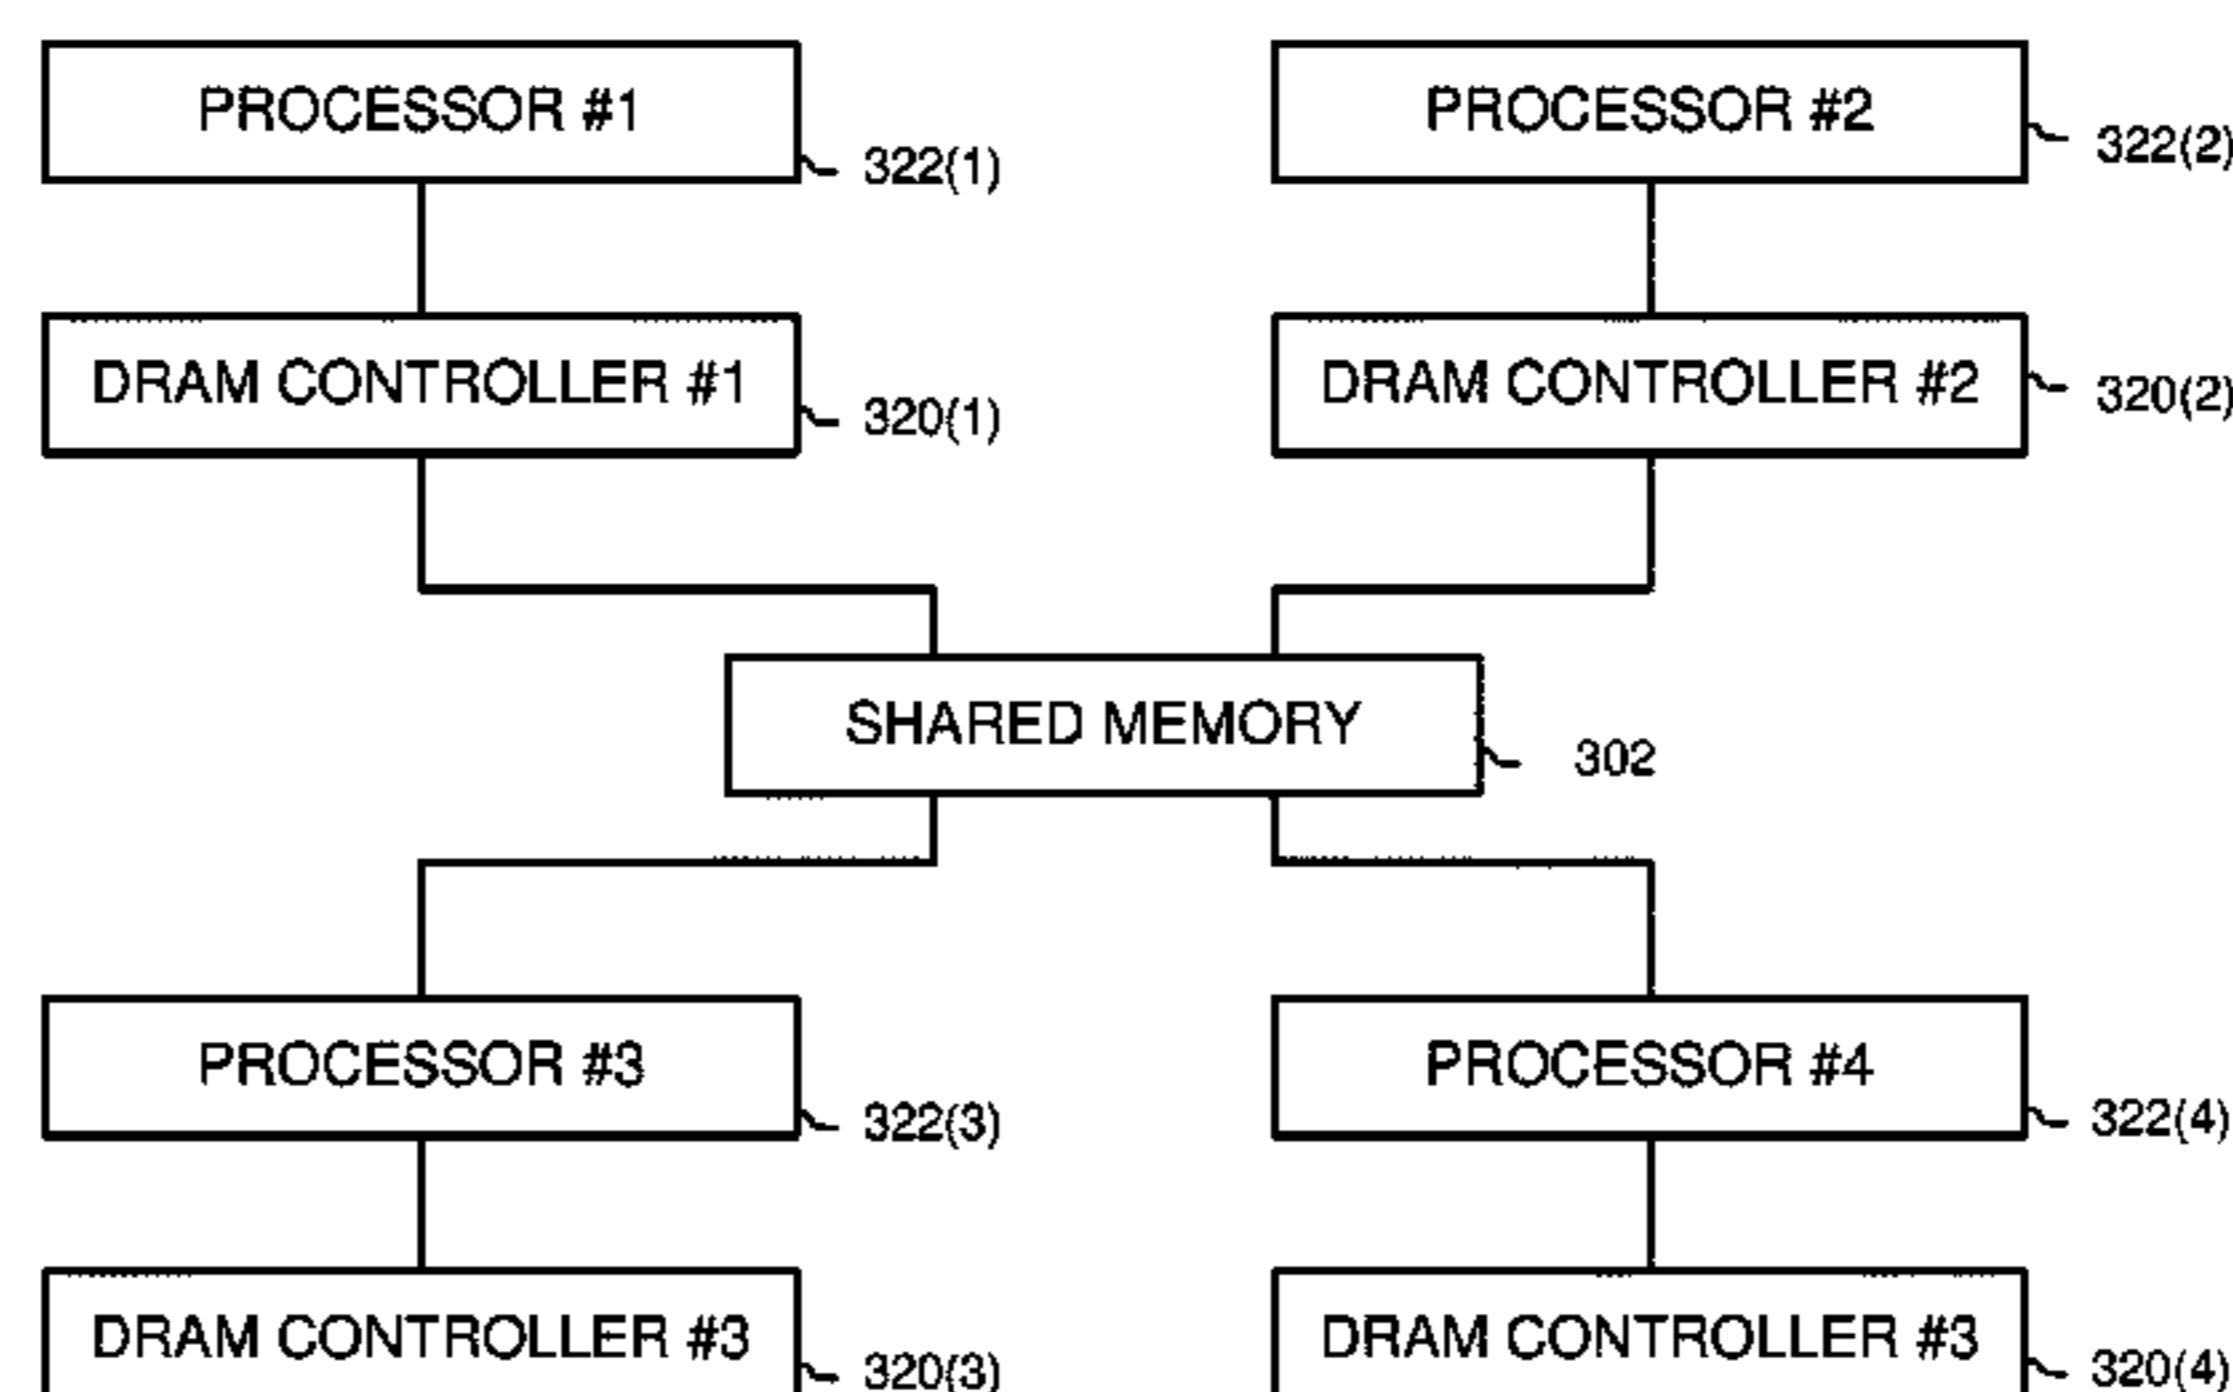 PROCESSOR #1
322(1)
PROCESSOR #2
322(2)
DRAM CONTROLLER #1
320(1)
DRAM CONTROLLER #2
320(2)
SHARED MEMORY
302
PROCESSOR #3
322(3)
PROCESSOR #4
322(4)
DRAM CONTROLLER #3
320(3)
DRAM CONTROLLER #3
320(4)